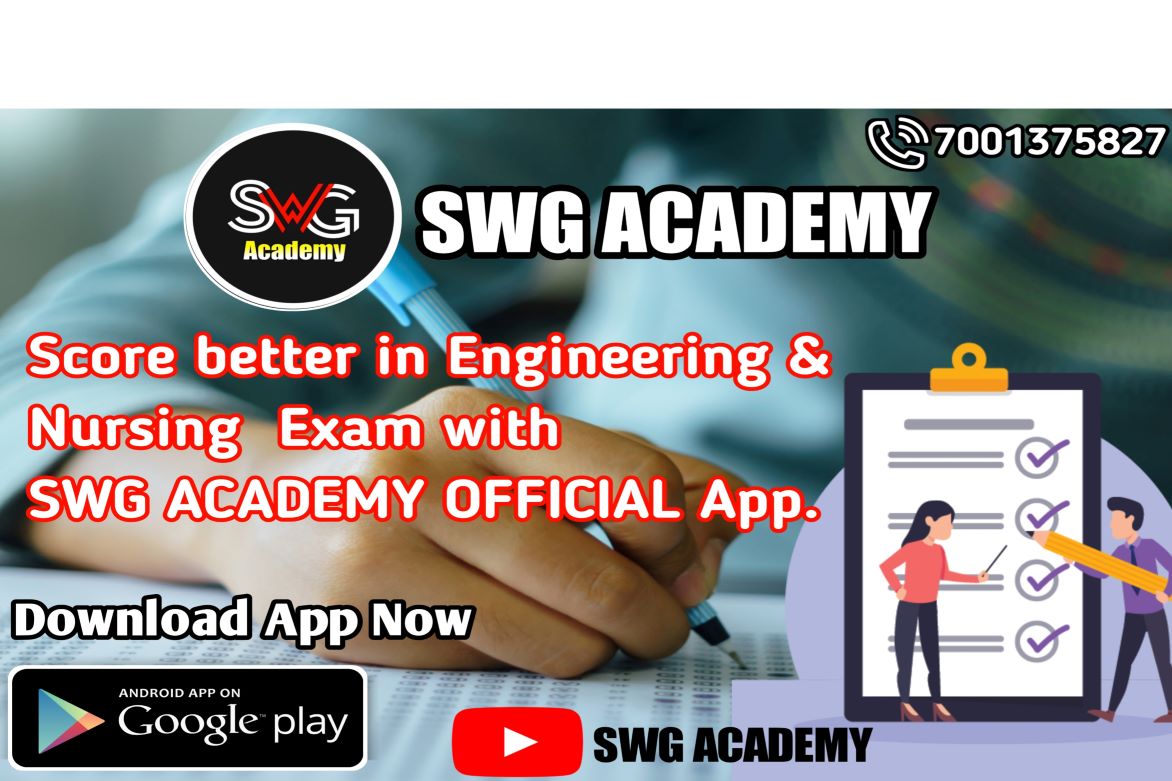 7001375827
SWG
Academy
SWG ACADEMY
Score better in Engineering &
Nursing Exam with
SWG ACADEMY OFFICIAL App.
Download App Now
ANDROID APP ON
Google play
SWG ACADEMY